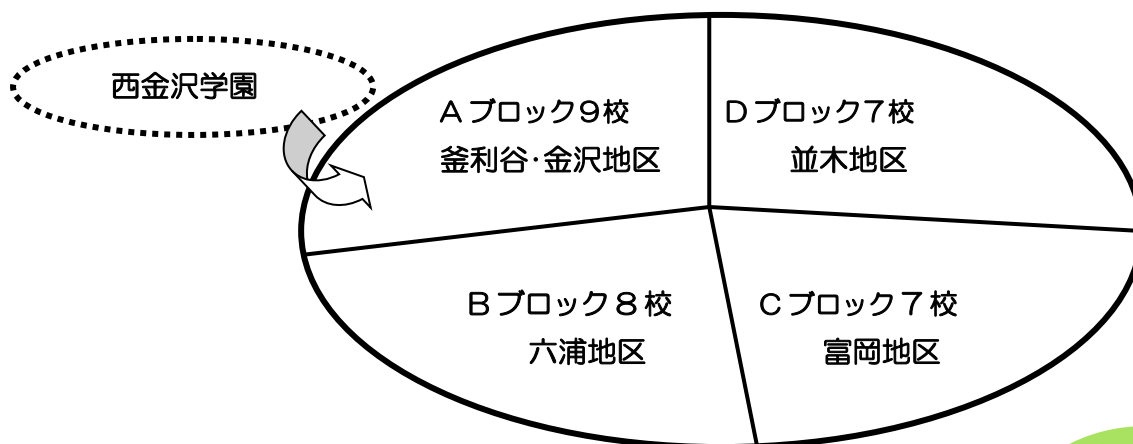 西金沢学園
Aブロック9校
釜利谷・金沢地区
Dブロック7校
並木地区
Bブロック8校
六浦地区
Cブロック7校
富岡地区